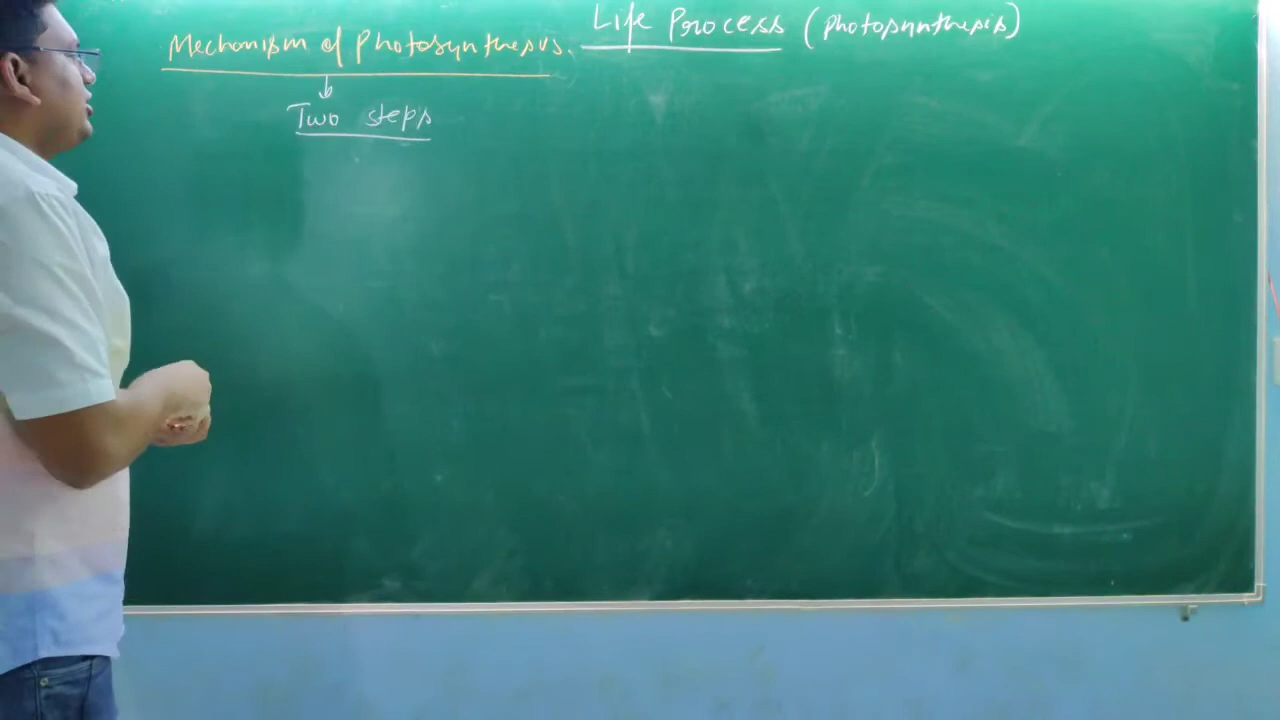 Life Process (Photosynthesis)
Mechanism of Photosynthesis.
Two steps